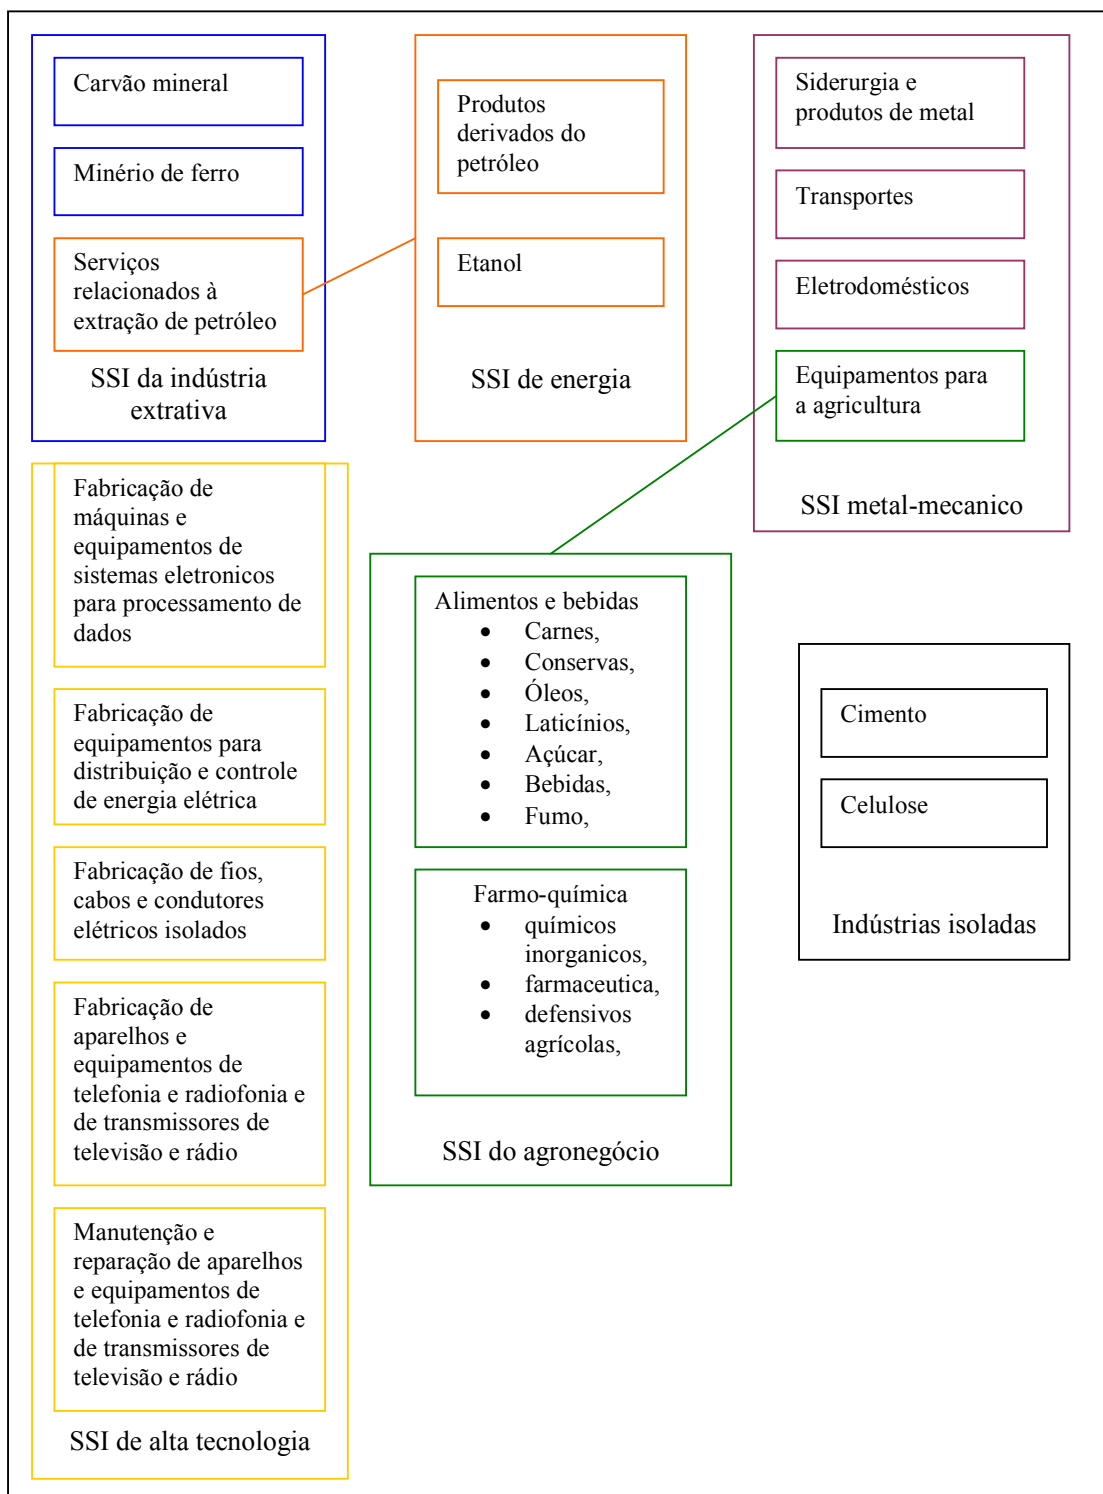 Carvão mineral
Minério de ferro
Serviços
relacionados à
extração de petróleo
SSI da indústria
extrativa
Produtos
derivados do
petróleo
Etanol
SSI de energia
Siderurgia e
produtos de metal
Transportes
Eletrodomésticos
Equipamentos para
a agricultura
SSI metal-mecanico
Fabricação de
máquinas e
equipamentos de
sistemas eletronicos
para processamento de
dados
Fabricação de
equipamentos para
distribuição e controle
de energia elétrica
Fabricação de fios,
cabos e condutores
elétricos isolados
Fabricação de
aparelhos e
equipamentos de
telefonia e radiofonia e
de transmissores de
televisão e rádio
Manutenção e
reparação de aparelhos
e equipamentos de
telefonia e radiofonia e
de transmissores de
televisão e rádio
SSI de alta tecnologia
Alimentos e bebidas
• Carnes,
• Conservas,
• Óleos,
• Laticínios,
• Açúcar,
• Bebidas,
• Fumo,
Farmo-química
• químicos
inorganicos,
• farmaceutica,
• defensivos
agrícolas,
SSI do agronegócio
Cimento
Celulose
Indústrias isoladas